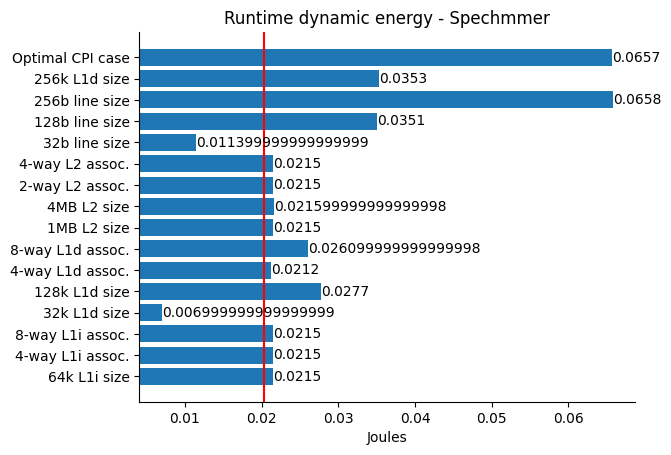 Runtime dynamic energy - Spechmmer
Optimal CPI case 0.0657
256k L1d size 0.0353
256b line size 0.0658
128b line size 0.0351
32b line size 0.011399999999999999
4-way L2 assoc. 0.0215
2-way L2 assoc. 0.0215
4MB L2 size 0.021599999999999998
1MB L2 size 0.0215
8-way L1d assoc. 0.026099999999999998
4-way L1d assoc. 0.0212
128k L1d size 0.0277
32k L1d size 0.006999999999999999
8-way L1i assoc. 0.0215
4-way L1i assoc. 0.0215
64k L1i size 0.0215
0.01 0.02 0.03 0.04 0.05 0.06
Joules